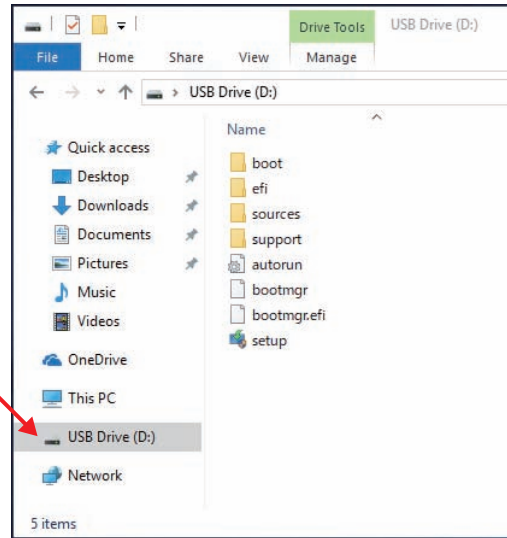 Drive Tools USB Drive (D:)
File Home Share View Manage
USB Drive (D:)
Name
Quick access
Desktop
Downloads
Documents
Pictures
Music
Videos
OneDrive
This PC
USB Drive (D:)
Network
boot
efi
sources
support
autorun
bootmgr
bootmgr.efi
setup
5 items